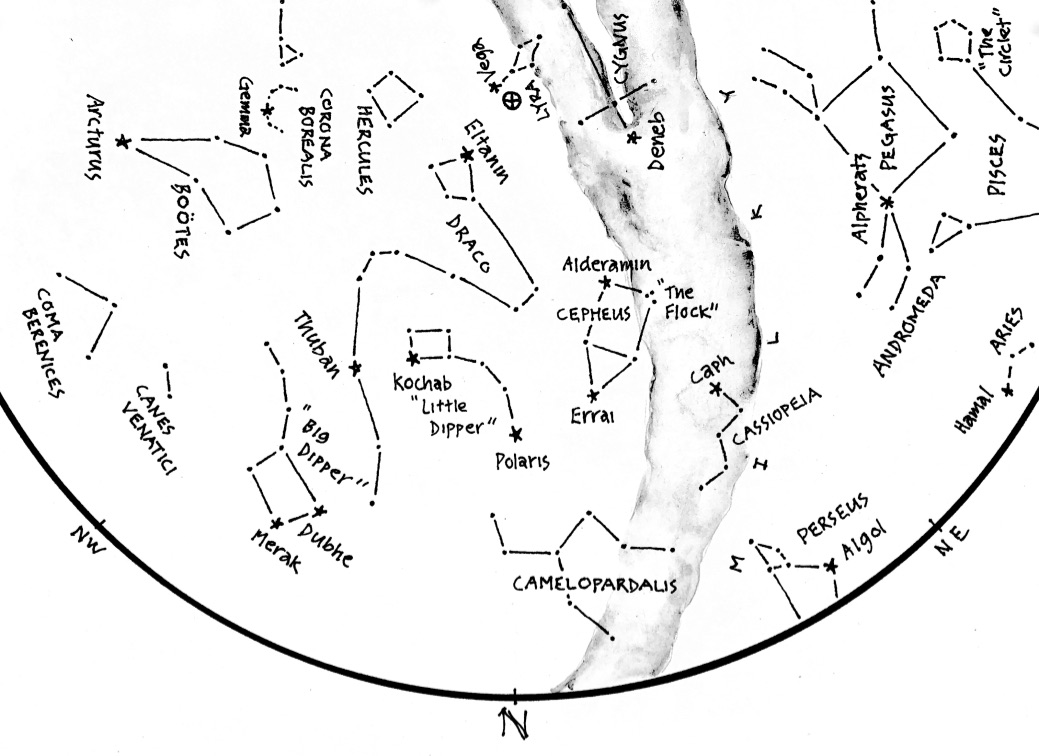 CYGNUS
"The
Circlet"
Vega
LYRA
Gemma
CORONA
BOREALIS
HERCULES
Arcturus
BOÖTES
Eltanin
DRACO
Deneb
PEGASUS
Alpheratz
PISCES
Y
K
L
I
M
Alderamin
CEPHEUS
"The
Flock"
Errai
COMA
BERENICES
CANES
VENATICI
Thuban
Kochab
"Little
Dipper"
Polaris
Caph
CASSIOPEIA
ANDROMEDA
ARIES
Hamal
"BIG
DIPPER"
Merak
Dubhe
CAMELOPARDALIS
PERSEUS
Algol
NW
N
NE